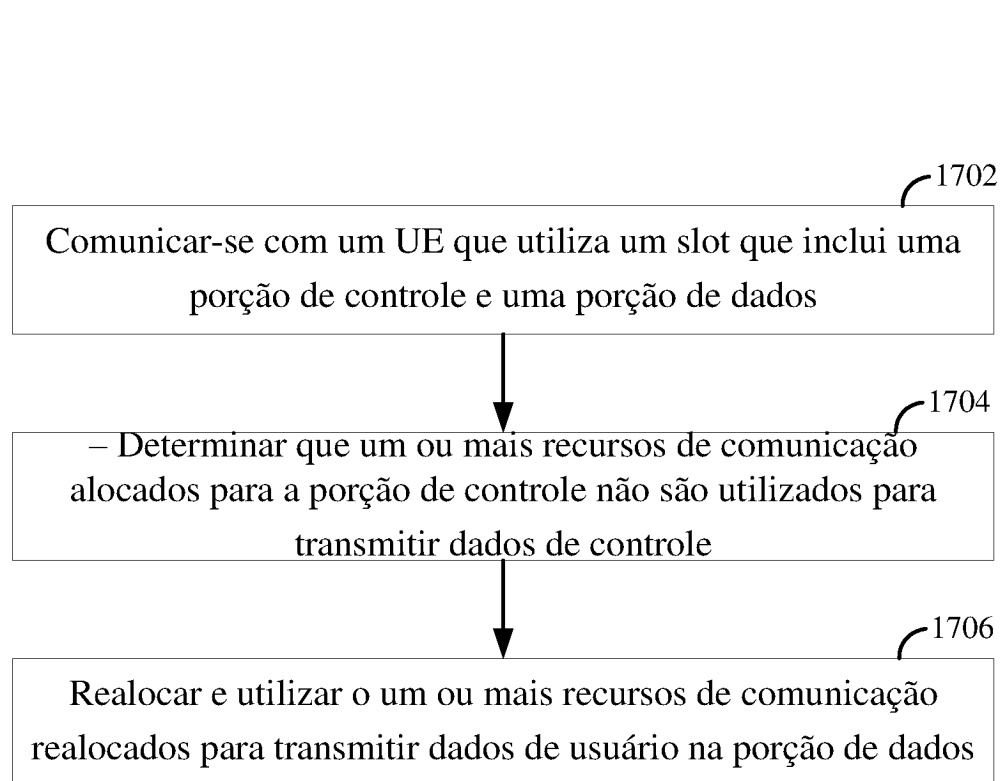 1702
Comunicar-se com um UE que utiliza um slot que inclui uma
porção de controle e uma porção de dados
1704
– Determinar que um ou mais recursos de comunicação
alocados para a porção de controle não são utilizados para
transmitir dados de controle
1706
Realocar e utilizar o um ou mais recursos de comunicação
realocados para transmitir dados de usuário na porção de dados